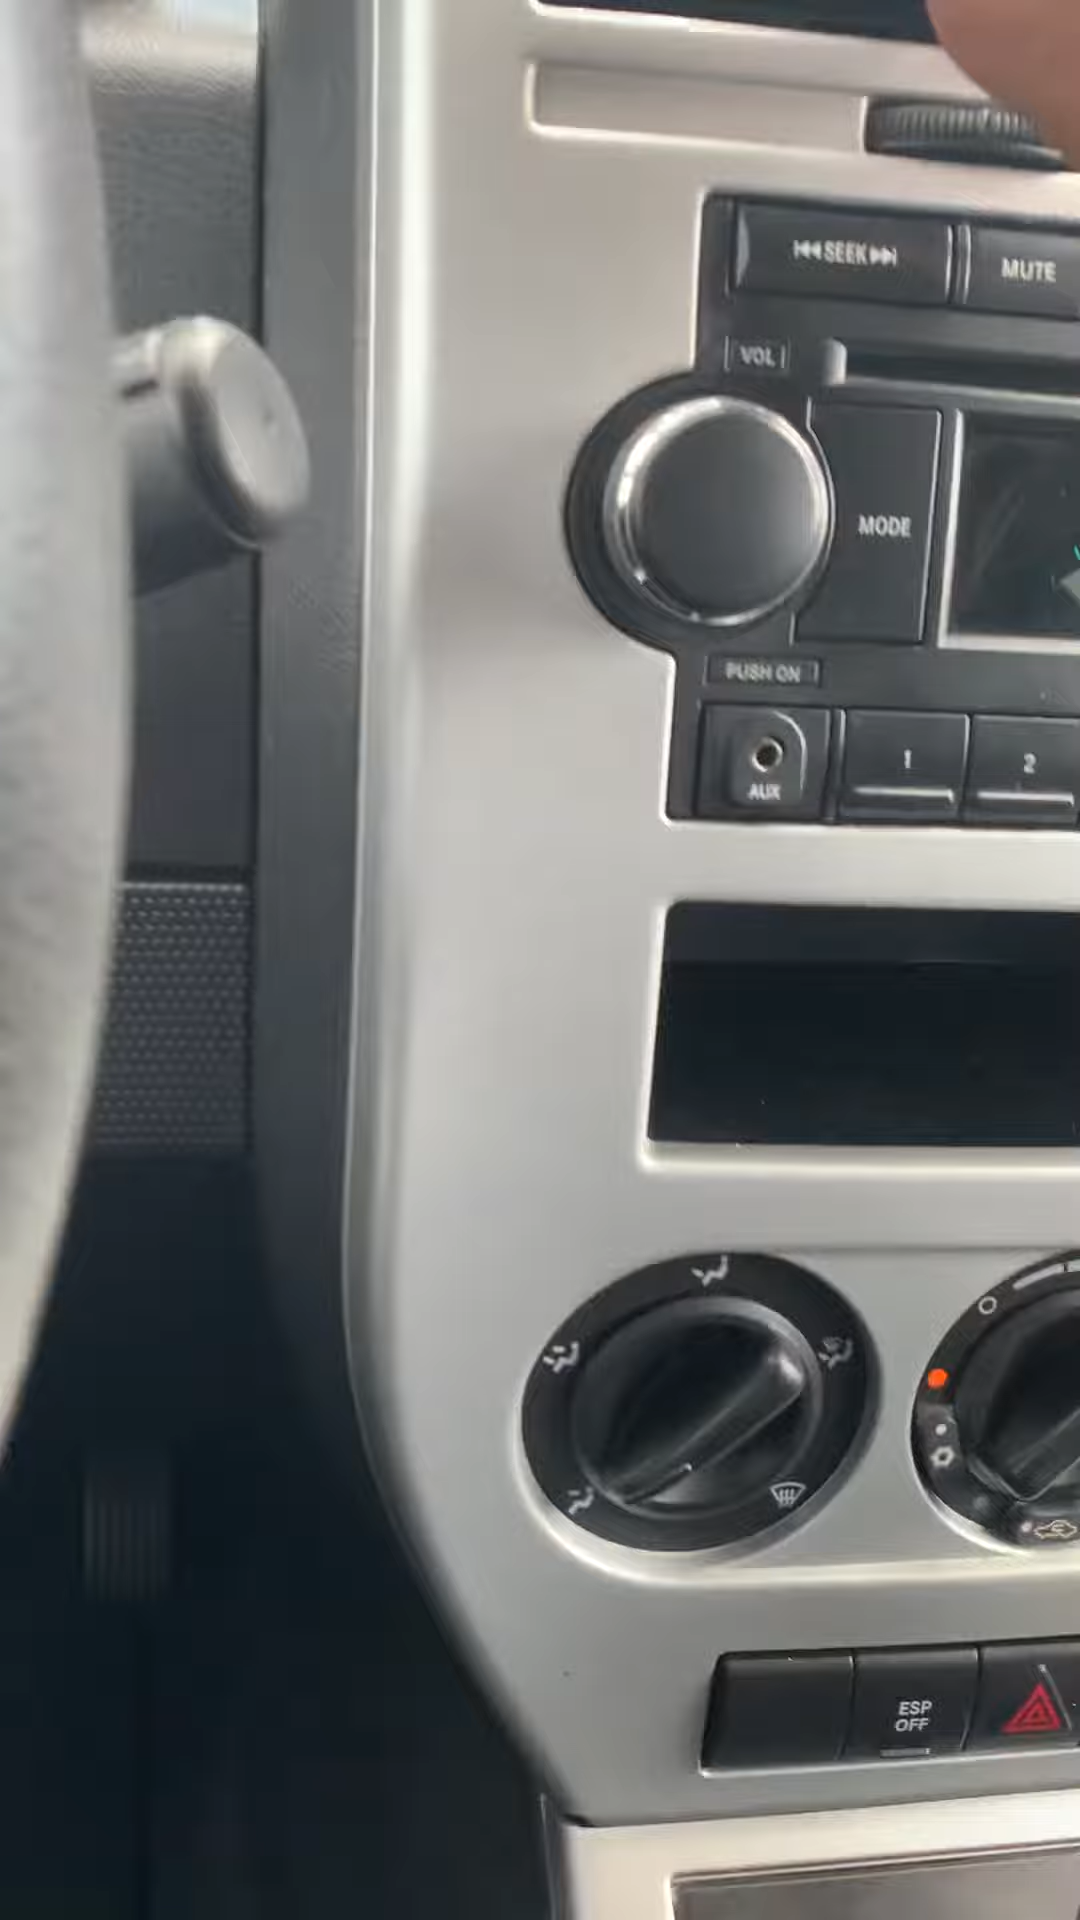 SEEK
MUTE
VOL
MODE
PUSH ON
AUX
1
2
ESP
OFF